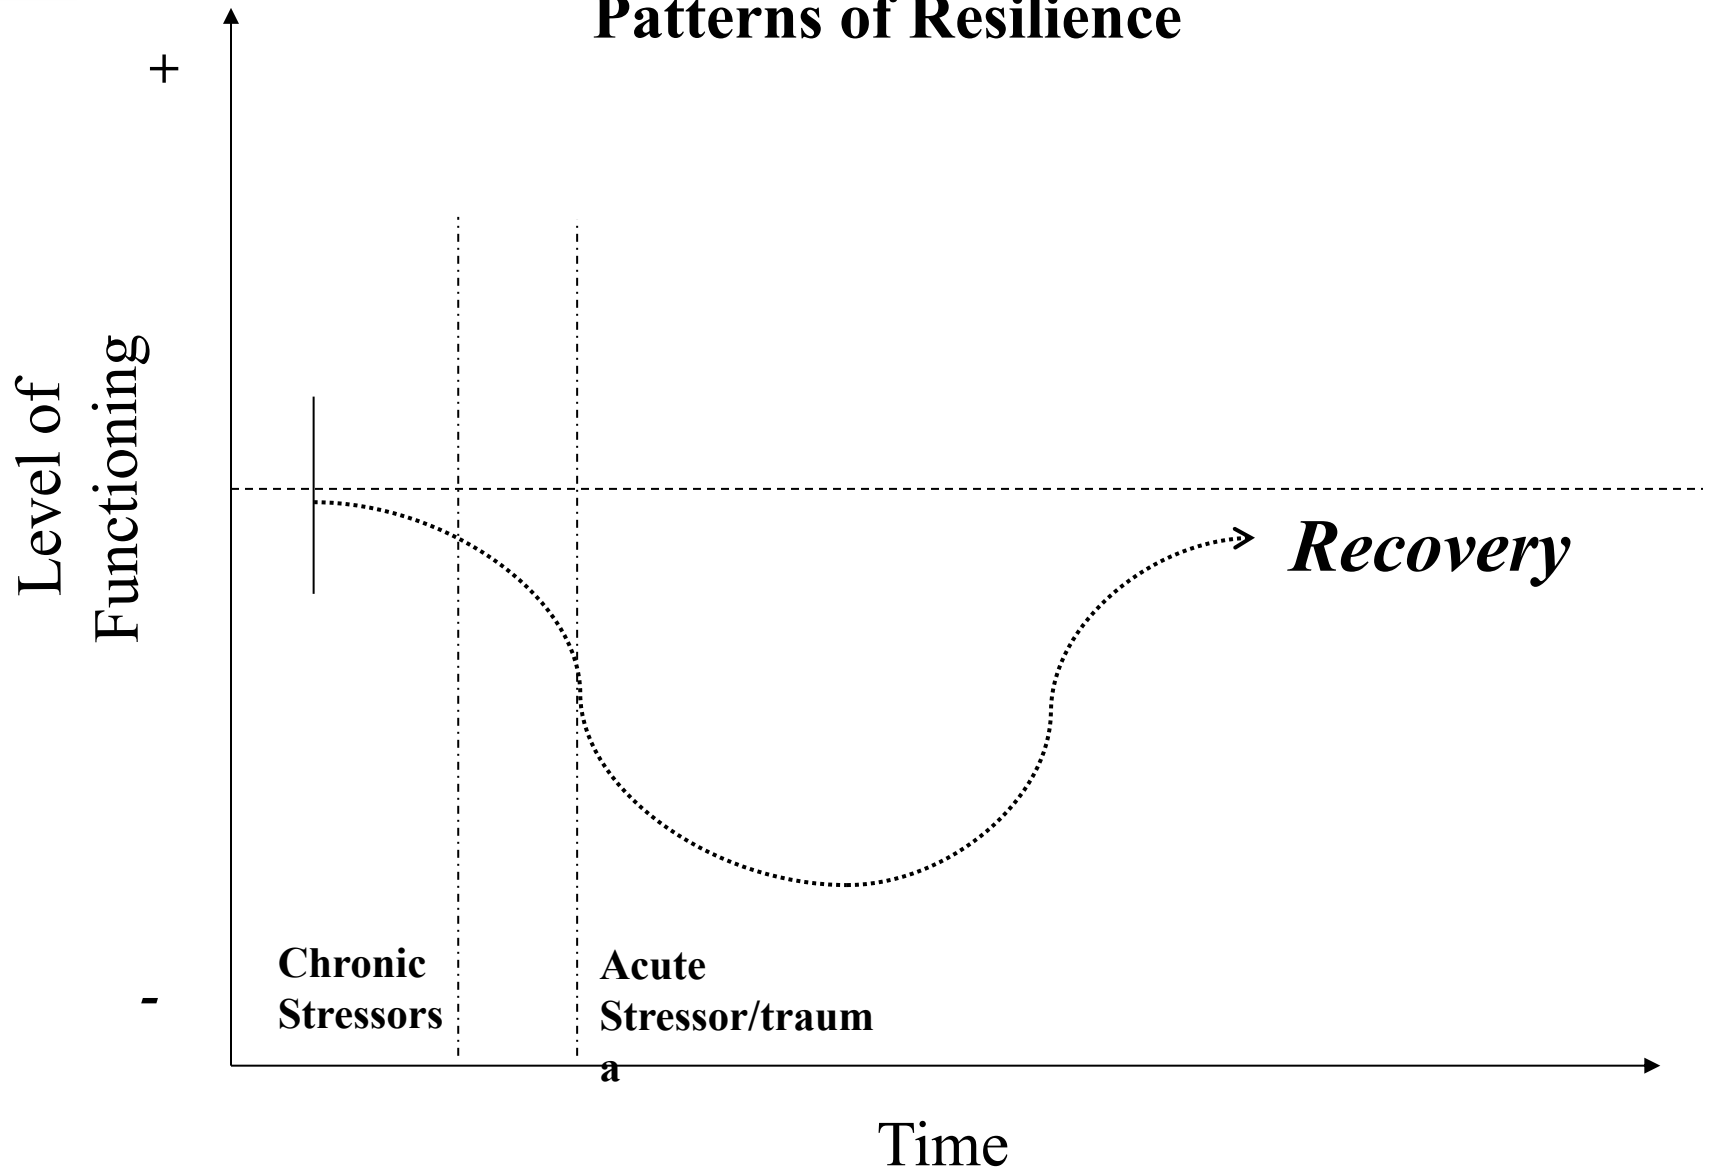 Patterns of Resilience
+
Level of
Functioning
Recovery
Chronic
Stressors
Acute
Stressor/traum
a
-
Time